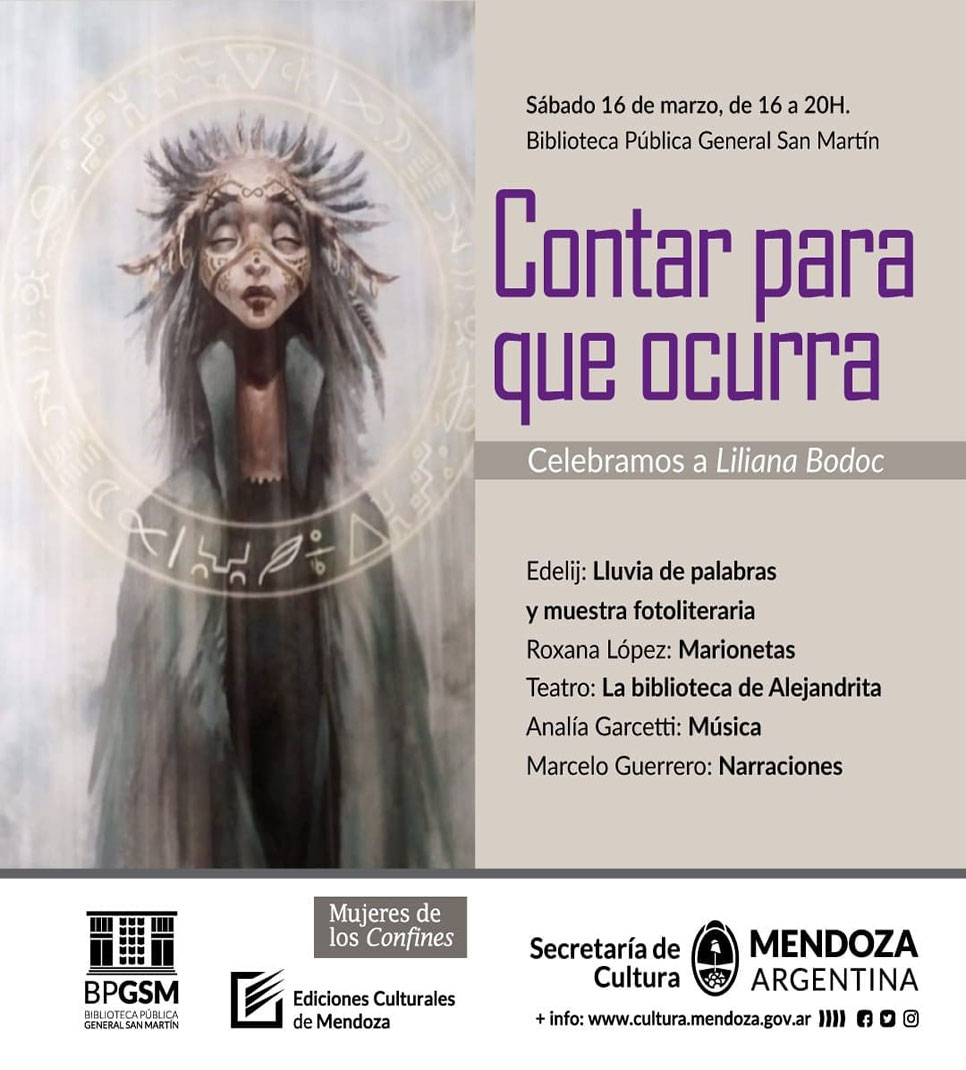 Sábado 16 de marzo, de 16 a 20H.
Biblioteca Pública General San Martín
Contar para
que ocurra
Celebramos a Liliana Bodoc
Edelij: Lluvia de palabras
y muestra fotoliteraria
Roxana López: Marionetas
Teatro: La biblioteca de Alejandrita
Analía Garcetti: Música
Marcelo Guerrero: Narraciones
BPGSM
BIBLIOTECA PÚBLICA
GENERAL SAN MARTÍN
Mujeres de
los Confines
Ediciones Culturales
de Mendoza
Secretaría de
Cultura
MENDOZA
ARGENTINA
+ info: www.cultura.mendoza.gov.ar